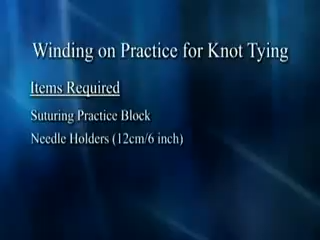 Winding on Practice for Knot Tying
Items Required
Suturing Practice Block
Needle Holders (12cm/6 inch)